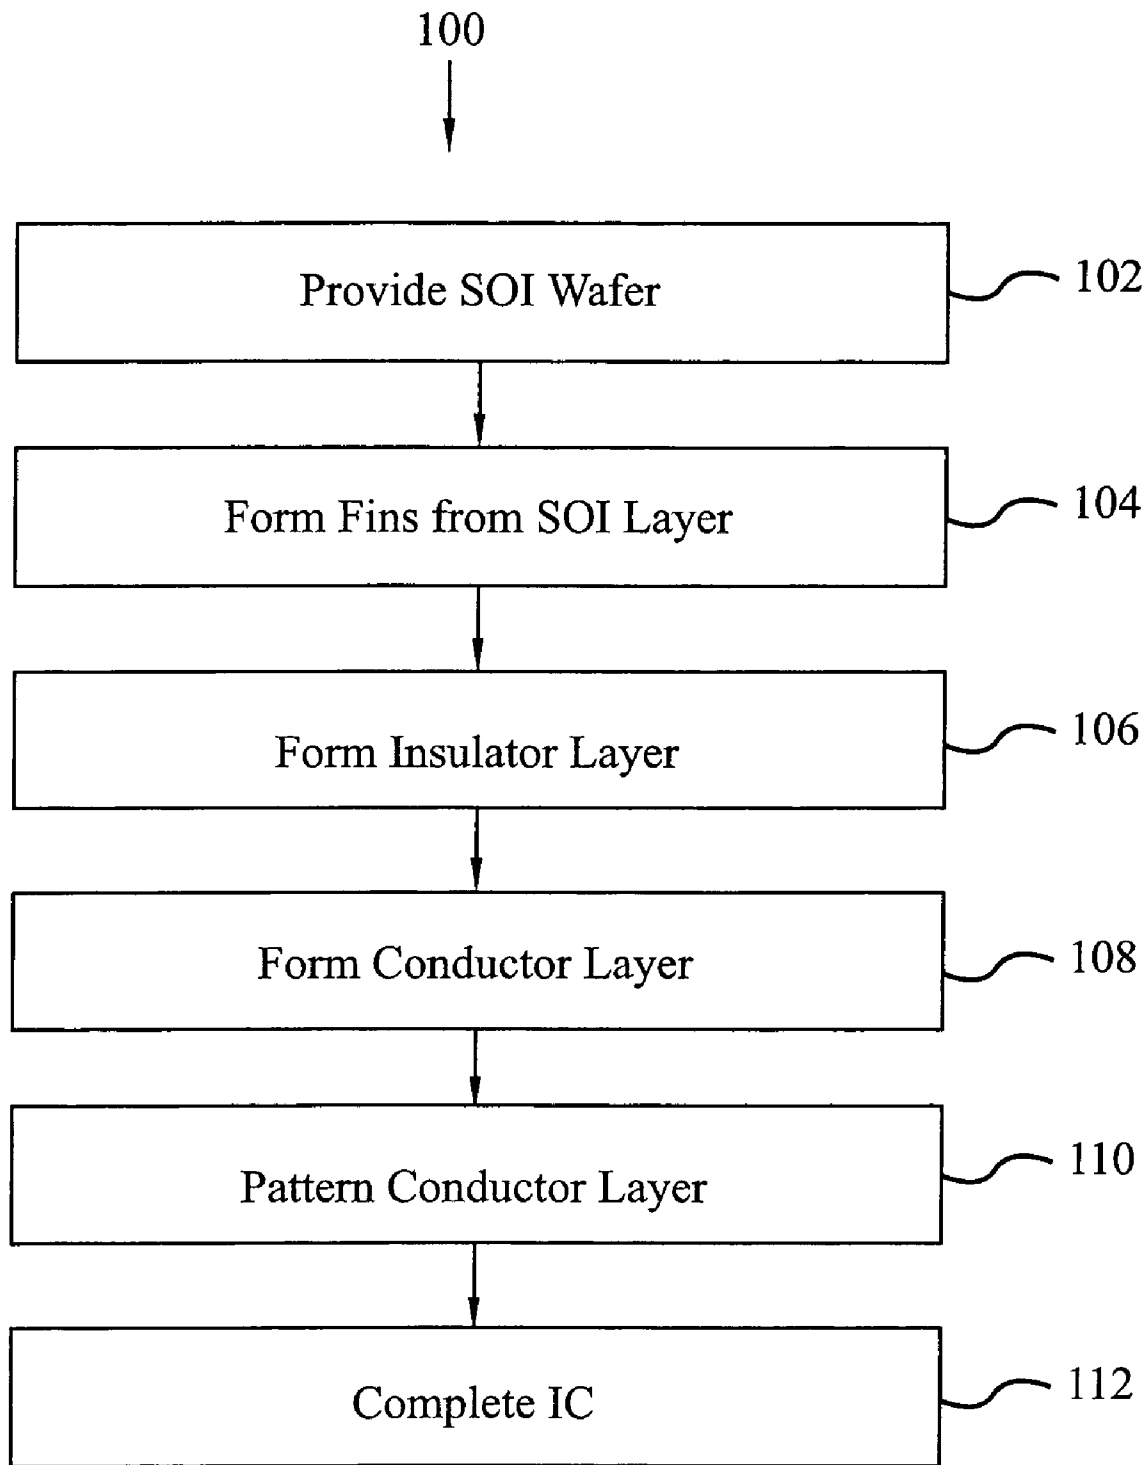 100
Provide SOI Wafer
102
Form Fins from SOI Layer
104
Form Insulator Layer
106
Form Conductor Layer
108
Pattern Conductor Layer
110
Complete IC
112